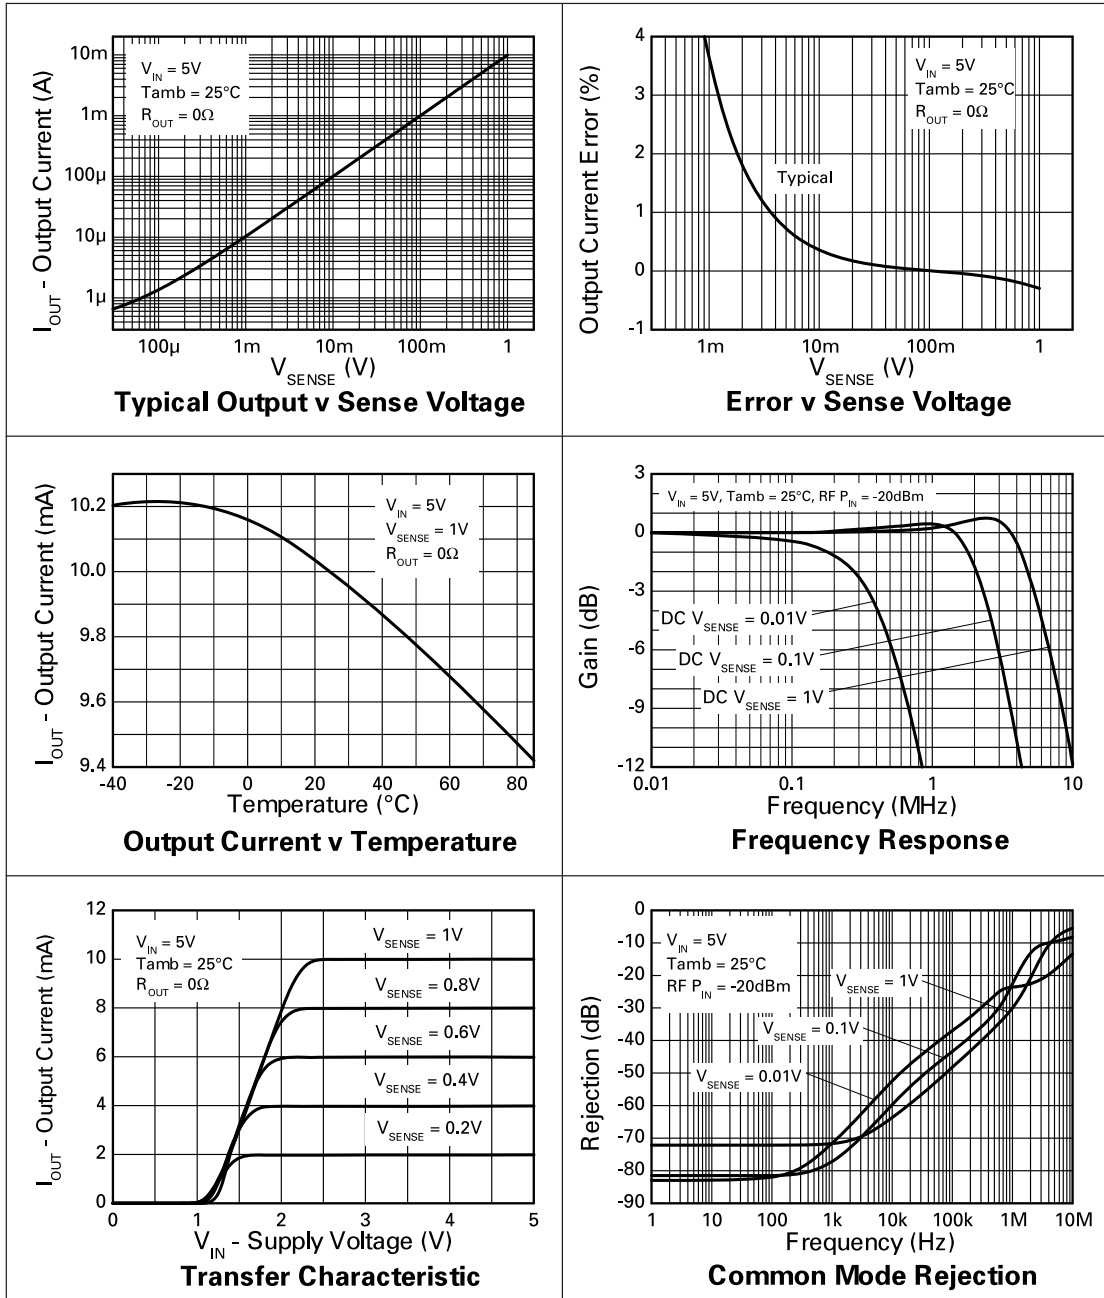 10m
1m
100µ
10µ
1µ
I_OUT - Output Current (A)
V_IN = 5V
Tamb = 25°C
R_OUT = 0Ω
100µ 1m 10m 100m 1
V_SENSE (V)
Typical Output v Sense Voltage
4
3
2
1
0
-1
Output Current Error (%)
V_IN = 5V
Tamb = 25°C
R_OUT = 0Ω
Typical
1m 10m 100m 1
V_SENSE (V)
Error v Sense Voltage
10.2
10.0
9.8
9.6
9.4
I_OUT - Output Current (mA)
V_IN = 5V
V_SENSE = 1V
R_OUT = 0Ω
-40 -20 0 20 40 60 80
Temperature (°C)
Output Current v Temperature
3
0
-3
-6
-9
-12
Gain (dB)
V_IN = 5V, Tamb = 25°C, RF P_IN = -20dBm
DC V_SENSE = 0.01V
DC V_SENSE = 0.1V
DC V_SENSE = 1V
0.01 0.1 1 10
Frequency (MHz)
Frequency Response
12
10
8
6
4
2
0
I_OUT - Output Current (mA)
V_IN = 5V
Tamb = 25°C
R_OUT = 0Ω
V_SENSE = 1V
V_SENSE = 0.8V
V_SENSE = 0.6V
V_SENSE = 0.4V
V_SENSE = 0.2V
0 1 2 3 4 5
V_IN - Supply Voltage (V)
Transfer Characteristic
0
-10
-20
-30
-40
-50
-60
-70
-80
-90
Rejection (dB)
V_IN = 5V
Tamb = 25°C
RF P_IN = -20dBm
V_SENSE = 1V
V_SENSE = 0.1V
V_SENSE = 0.01V
1 10 100 1k 10k 100k 1M 10M
Frequency (Hz)
Common Mode Rejection